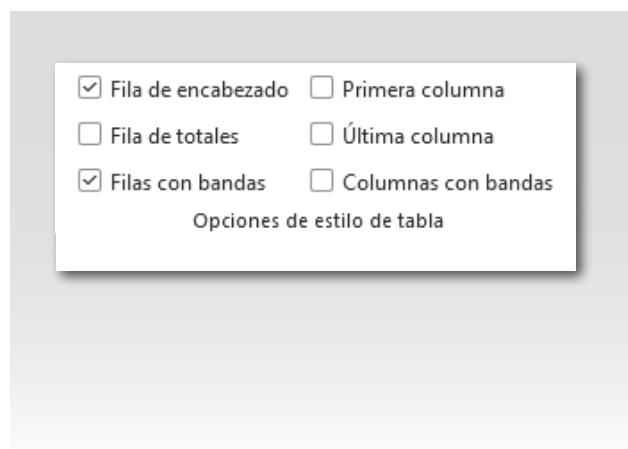 Fila de encabezado Primera columna
Fila de totales Última columna
Filas con bandas Columnas con bandas
Opciones de estilo de tabla